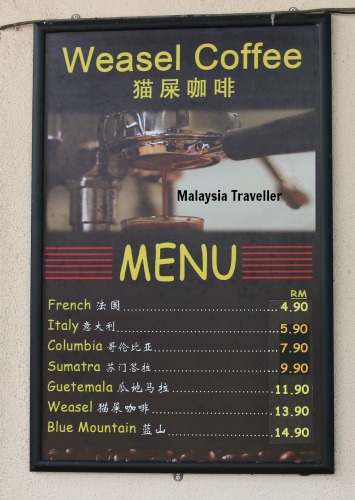 Weasel Coffee
猫屎咖啡
Malaysia Traveller
MENU
RM
French 法国 4.90
Italy 意大利 5.90
Columbia 哥伦比亚 7.90
Sumatra 苏门答拉 9.90
Guetemala 瓜地马拉 11.90
Weasel 猫屎咖啡 13.90
Blue Mountain 蓝山 14.90